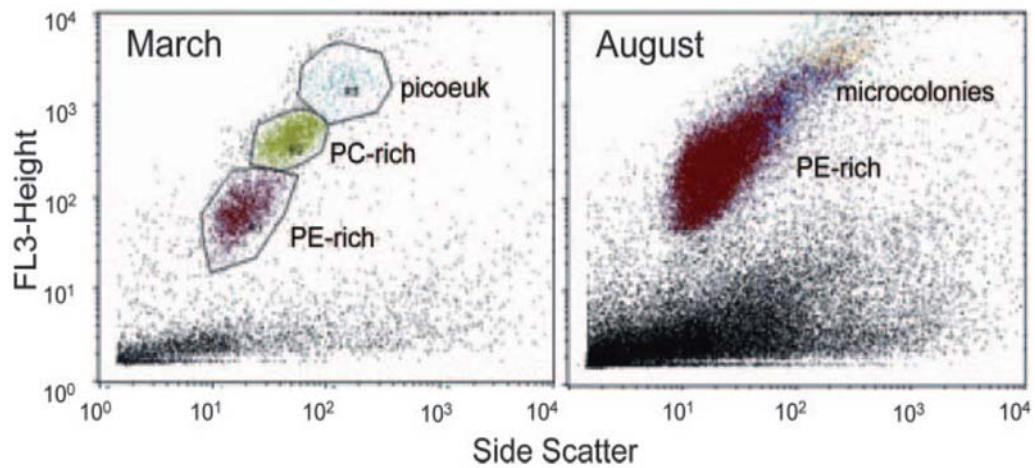 March
August
picoeuk
PC-rich
PE-rich
microcolonies
PE-rich
FL3-Height
10⁴
10³
10²
10¹
10⁰
10⁰ 10¹ 10² 10³ 10⁴
10¹ 10² 10³ 10⁴
Side Scatter